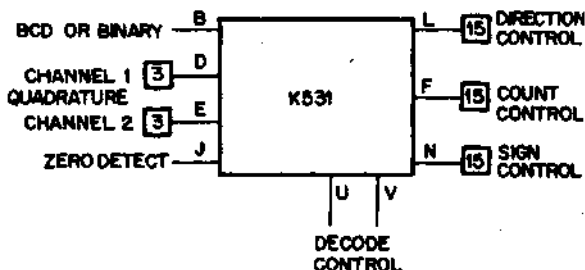 B
BCD OR BINARY
D
CHANNEL 1 3
QUADRATURE
E
CHANNEL 2 3
J
ZERO DETECT
K531
L
15 DIRECTION
CONTROL
F
15 COUNT
CONTROL
N
15 SIGN
CONTROL
U V
DECODE
CONTROL